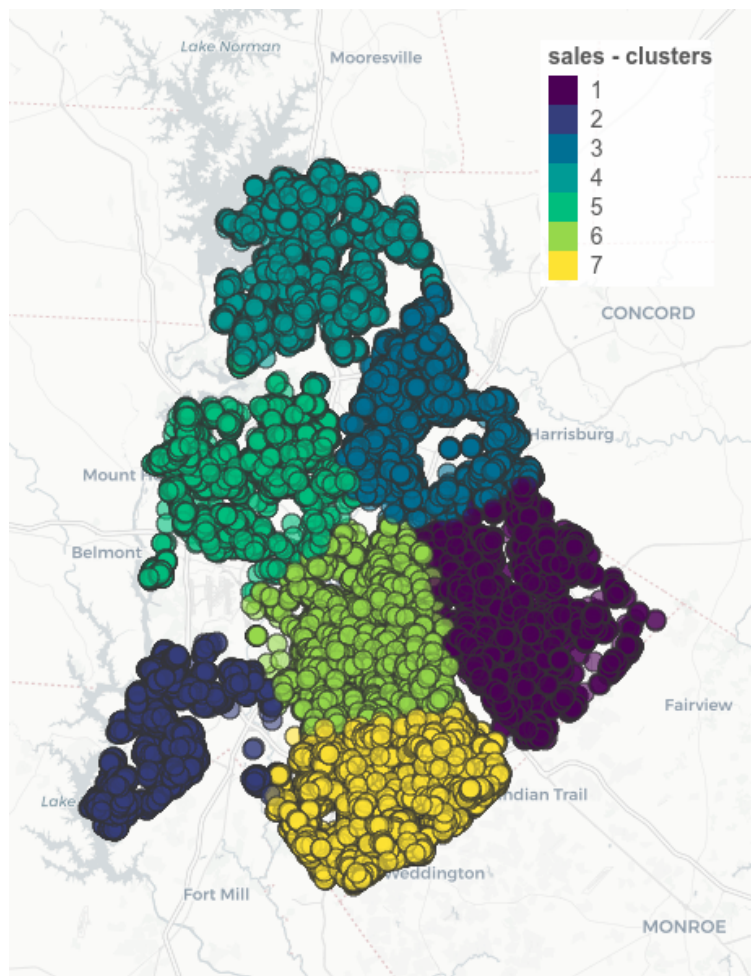 Lake Norman
Mooresville
sales - clusters
1
2
3
4
5
6
7
CONCORD
Harrisburg
Mount H
Belmont
Fairview
Lake
Indian Trail
Weddington
Fort Mill
MONROE